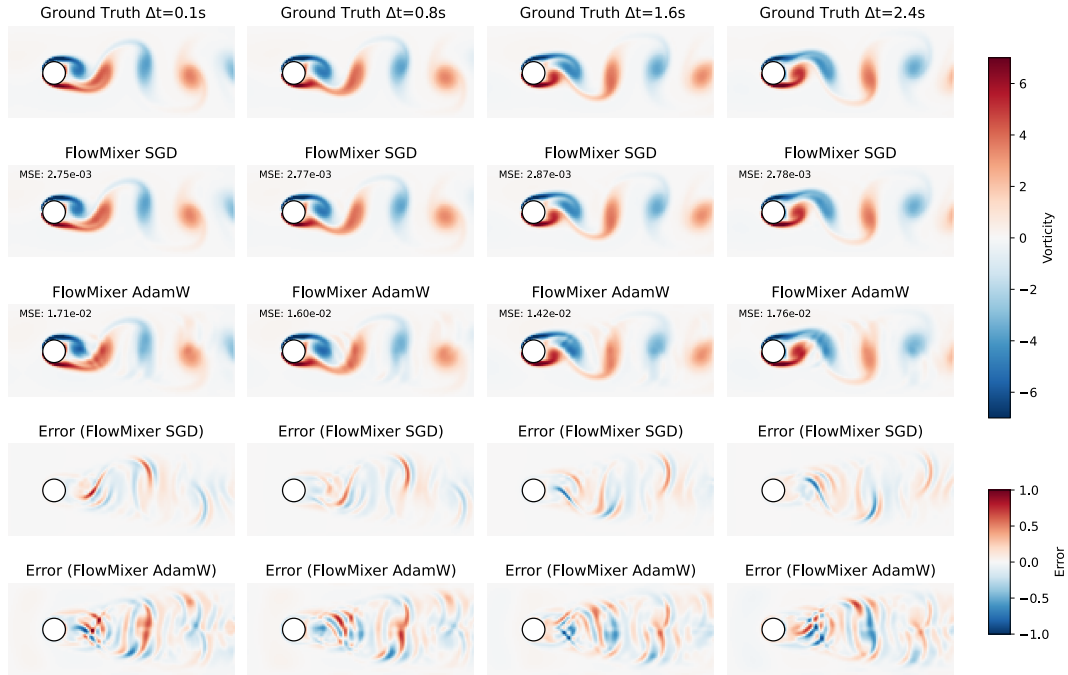 Ground Truth Δt=0.1s
Ground Truth Δt=0.8s
Ground Truth Δt=1.6s
Ground Truth Δt=2.4s
FlowMixer SGD
FlowMixer SGD
FlowMixer SGD
FlowMixer SGD
MSE: 2.75e-03
MSE: 2.77e-03
MSE: 2.87e-03
MSE: 2.78e-03
FlowMixer AdamW
FlowMixer AdamW
FlowMixer AdamW
FlowMixer AdamW
MSE: 1.71e-02
MSE: 1.60e-02
MSE: 1.42e-02
MSE: 1.76e-02
Error (FlowMixer SGD)
Error (FlowMixer SGD)
Error (FlowMixer SGD)
Error (FlowMixer SGD)
Error (FlowMixer AdamW)
Error (FlowMixer AdamW)
Error (FlowMixer AdamW)
Error (FlowMixer AdamW)
6
4
2
0
−2
−4
−6
Vorticity
1.0
0.5
0.0
−0.5
−1.0
Error